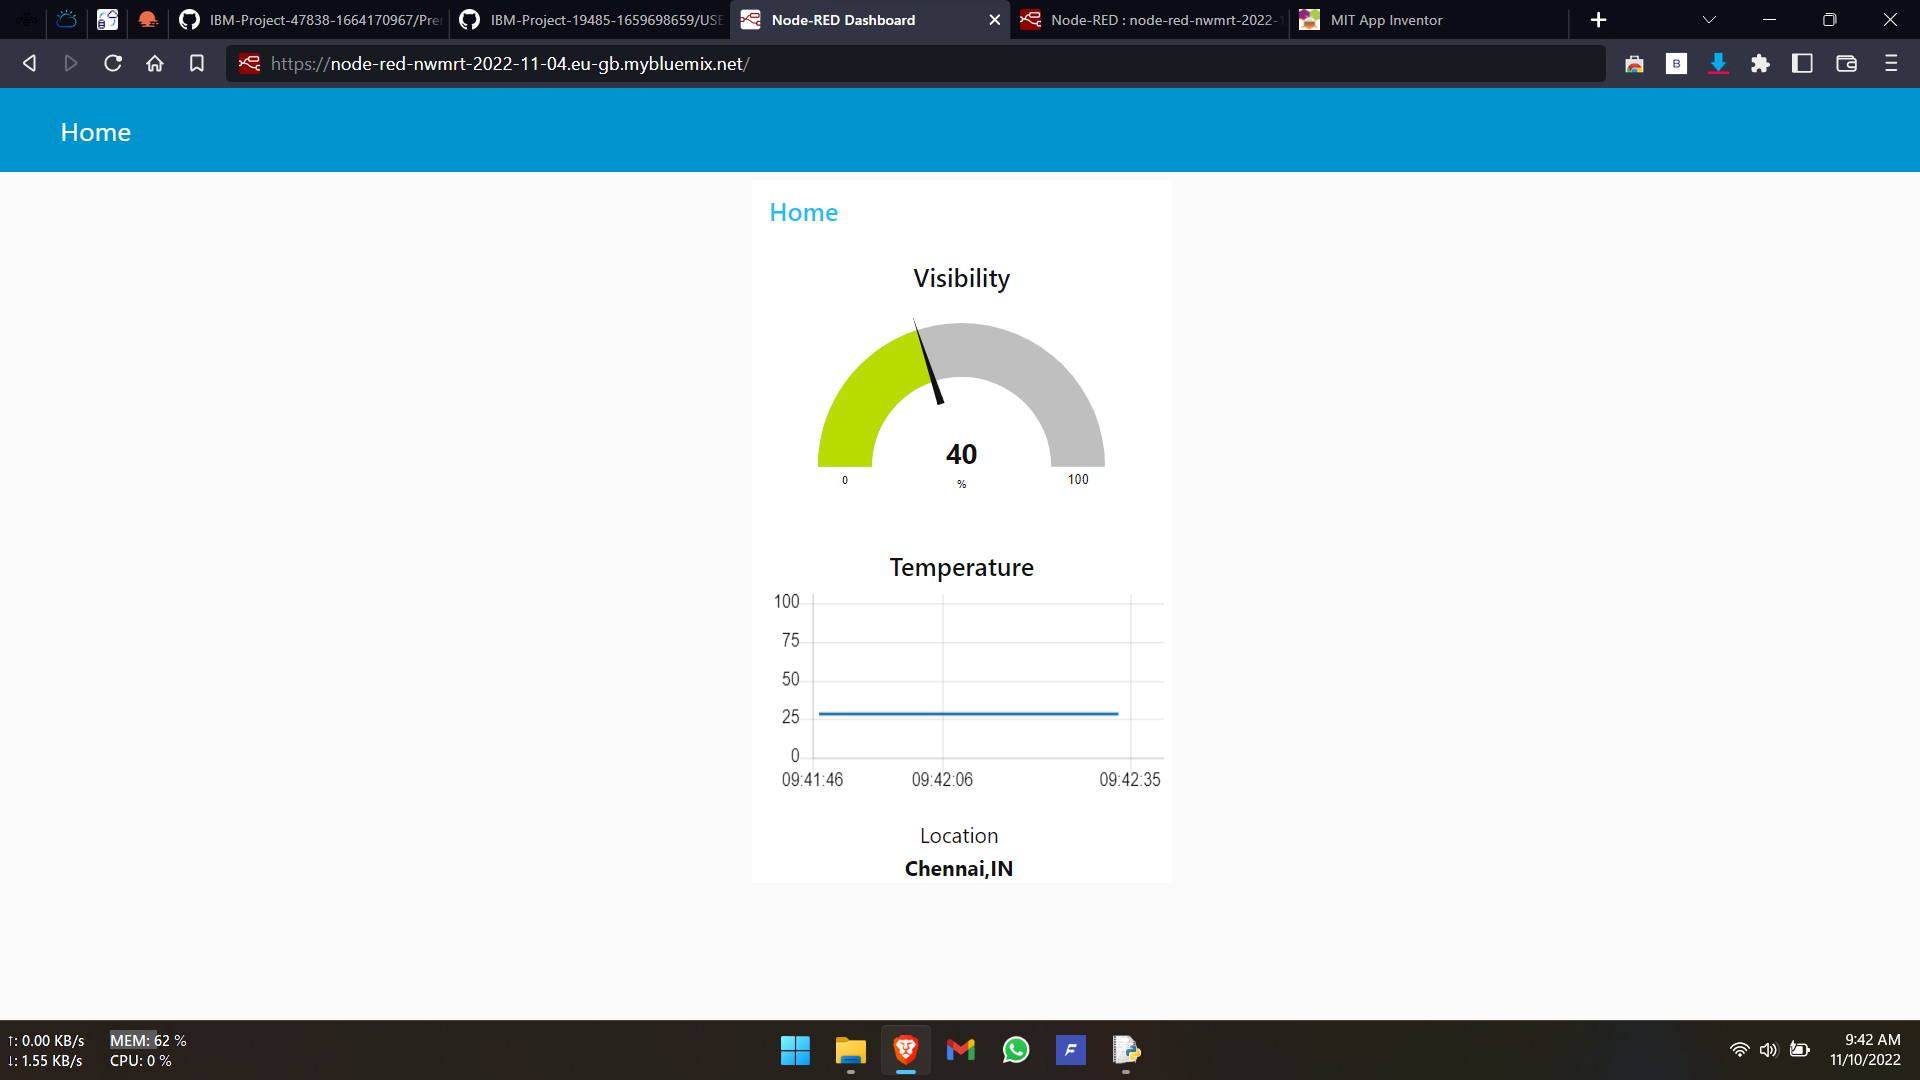 IBM-Project-47838-1664170967/Prer
IBM-Project-19485-1659698659/USE
Node-RED Dashboard
Node-RED : node-red-nwmrt-2022-1
MIT App Inventor
https://node-red-nwmrt-2022-11-04.eu-gb.mybluemix.net/
B
Home
Home
Visibility
40
0
%
100
Temperature
100
75
50
25
0
09:41:46
09:42:06
09:42:35
Location
Chennai,IN
↑: 0.00 KB/s
MEM: 62 %
↓: 1.55 KB/s
CPU: 0 %
F
9:42 AM
11/10/2022